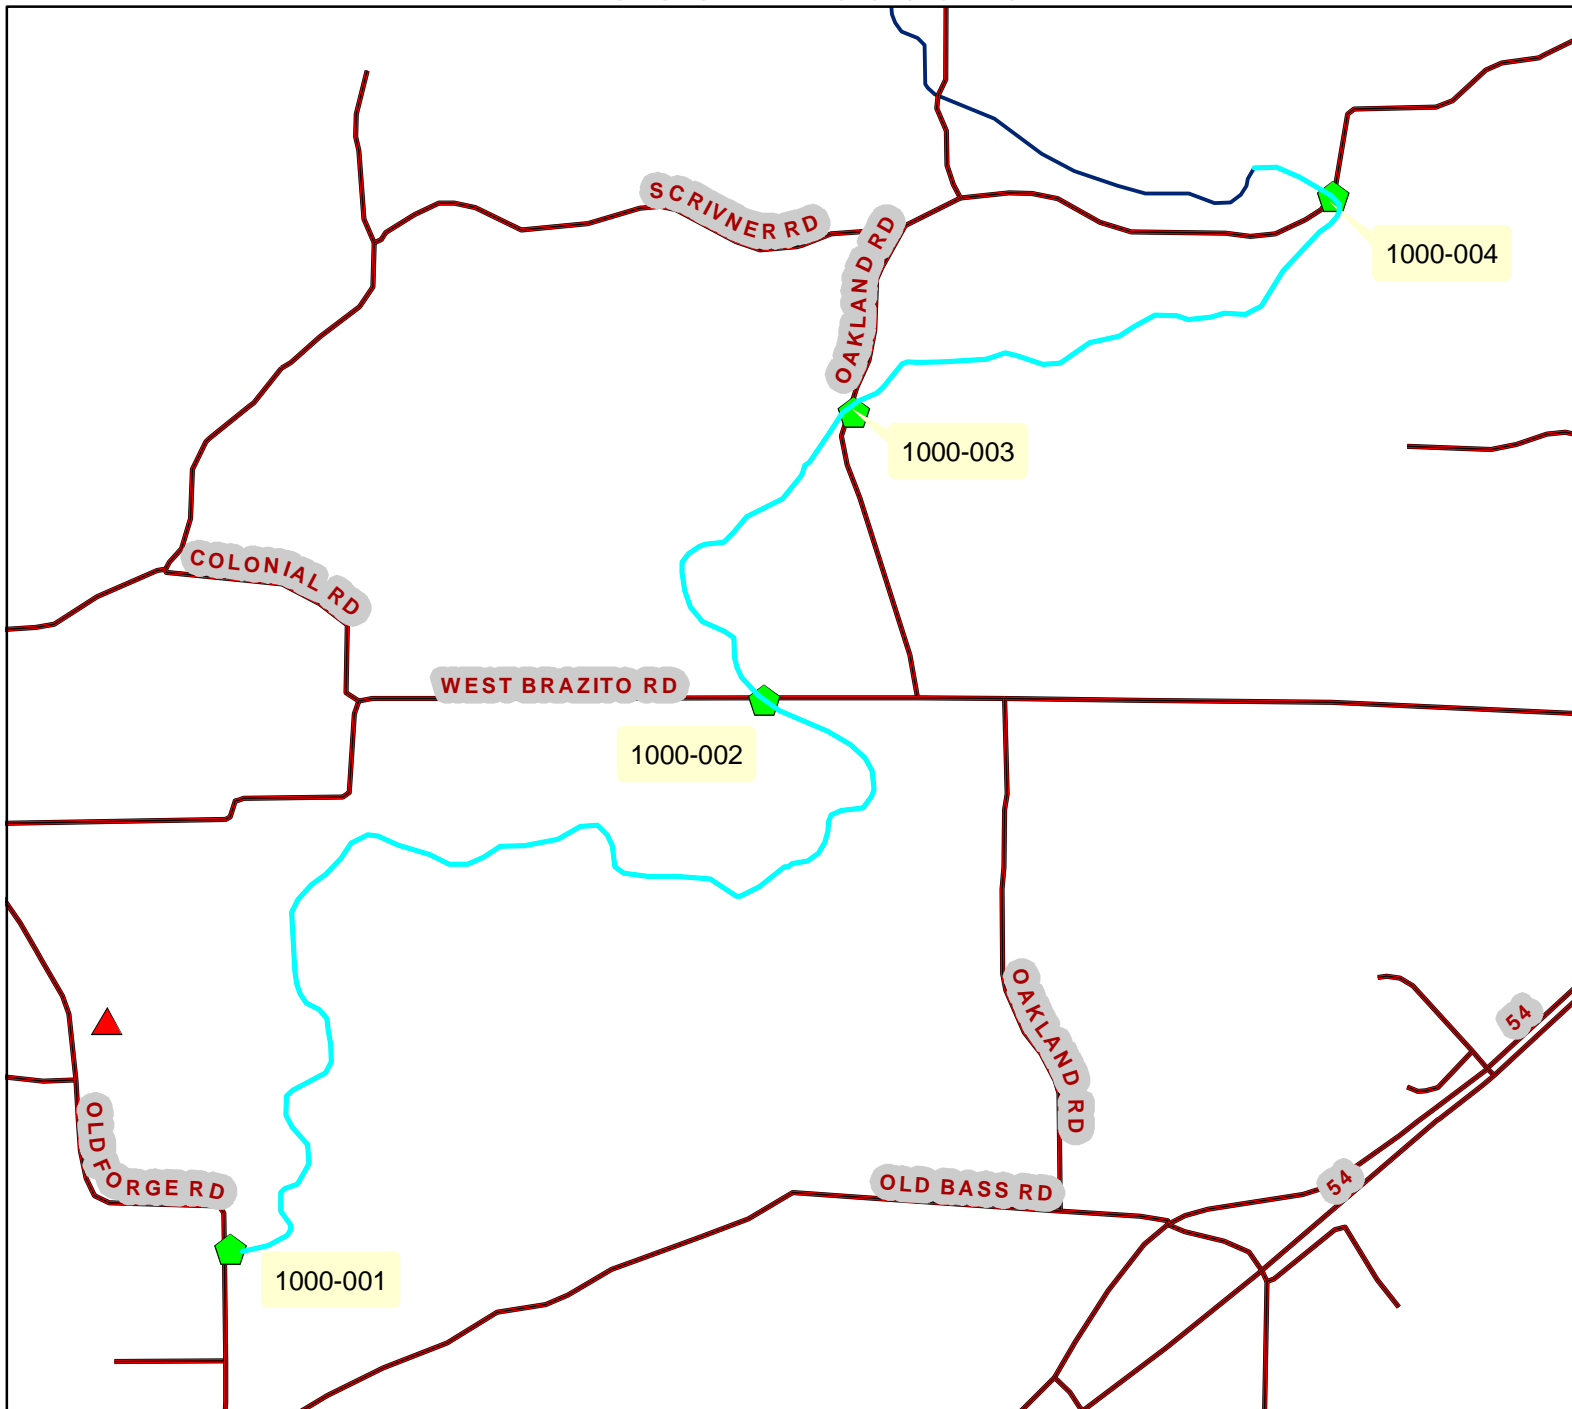 SCRIVNER RD
OAKLAND RD
1000-004
1000-003
COLONIAL RD
WEST BRAZITO RD
1000-002
OAKLAND RD
54
OLD FORGE RD
OLD BASS RD
54
1000-001